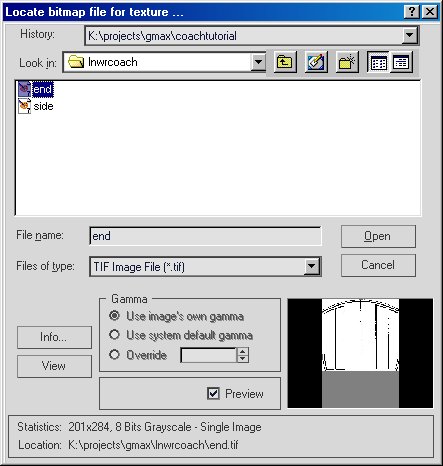 Locate bitmap file for texture ...
History: K:\projects\gmax\coachtutorial
Look in: lnwrcoach
end
side
File name: end Open
Files of type: TIF Image File (*.tif) Cancel
Gamma
Use image's own gamma
Info... Use system default gamma
View Override
Preview
Statistics: 201x284, 8 Bits Grayscale - Single Image
Location: K:\projects\gmax\lnwrcoach\end.tif